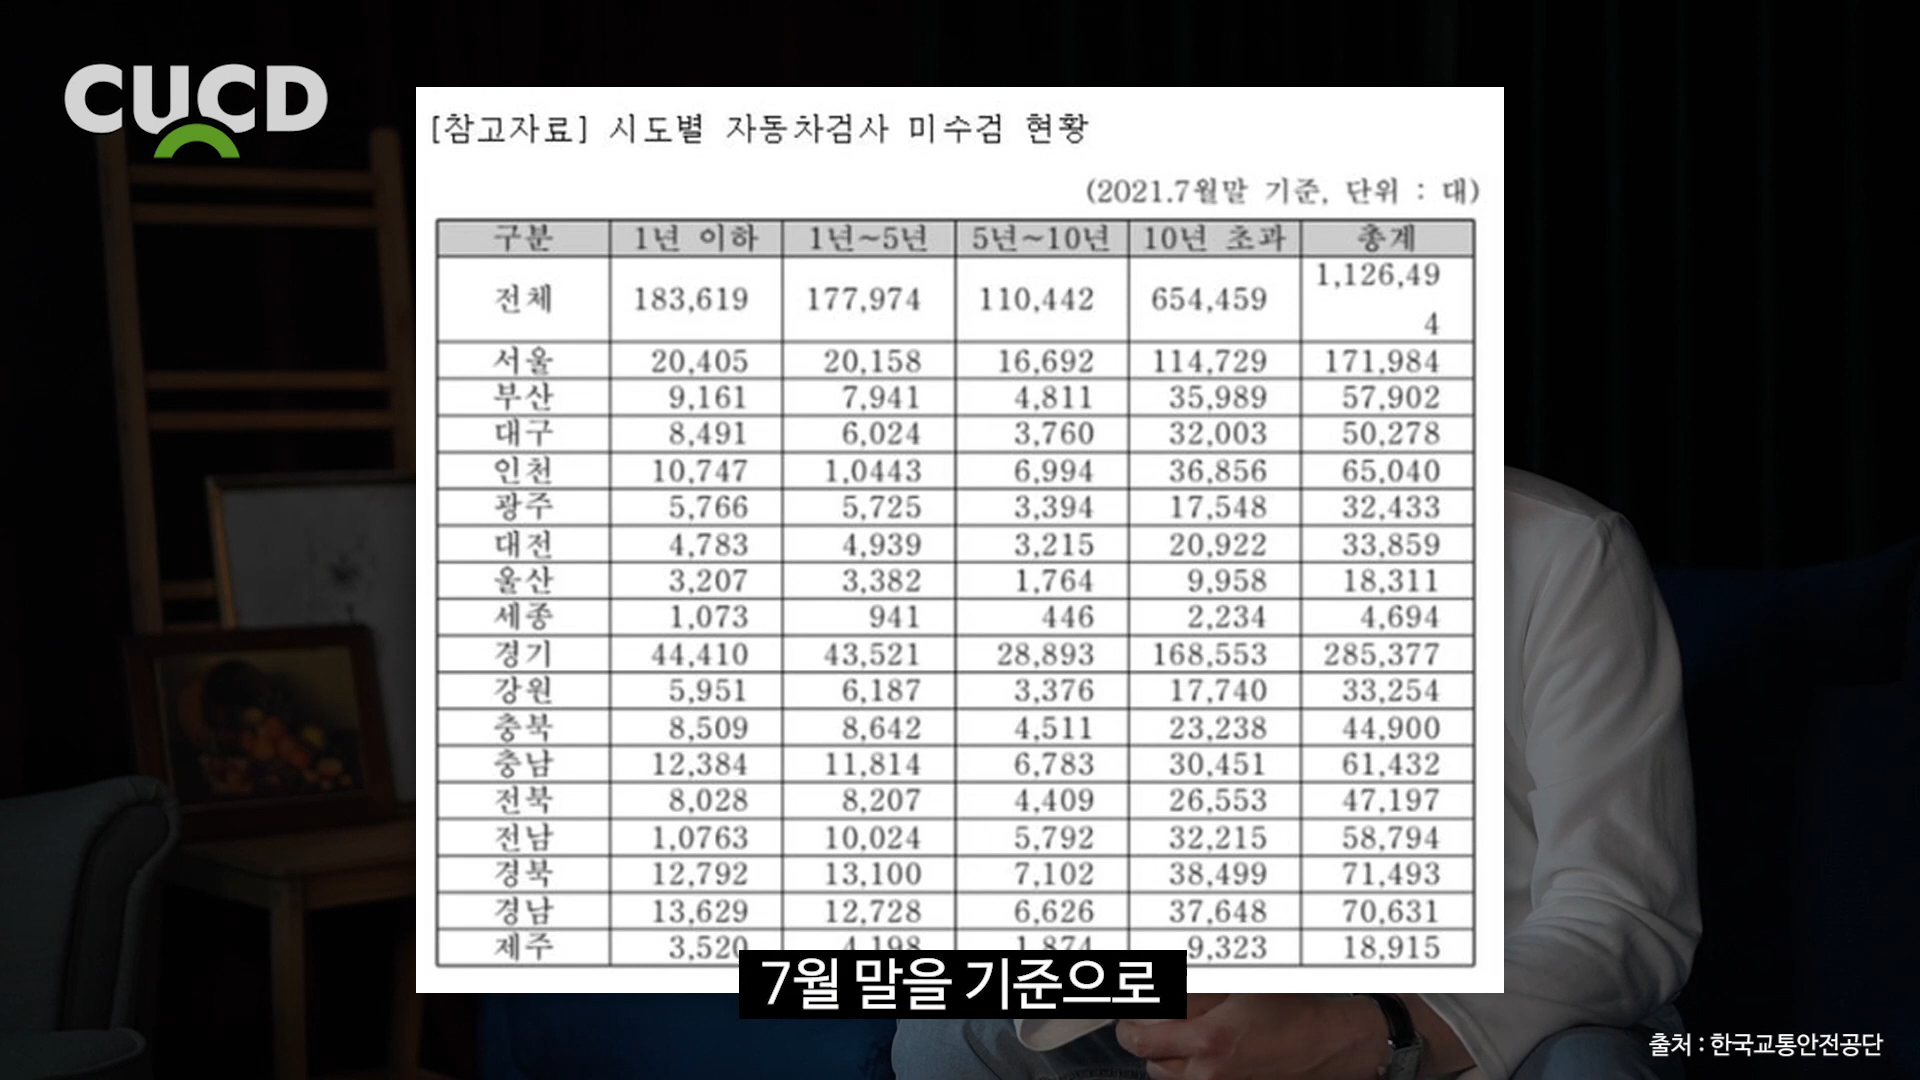 CUCD
[참고자료] 시도별 자동차검사 미수검 현황
(2021.7월말 기준, 단위 : 대)
구분 1년 이하 1년~5년 5년~10년 10년 초과 총계
전체 183,619 177,974 110,442 654,459 1,126,49
4
서울 20,405 20,158 16,692 114,729 171,984
부산 9,161 7,941 4,811 35,989 57,902
대구 8,491 6,024 3,760 32,003 50,278
인천 10,747 1,0443 6,994 36,856 65,040
광주 5,766 5,725 3,394 17,548 32,433
대전 4,783 4,939 3,215 20,922 33,859
울산 3,207 3,382 1,764 9,958 18,311
세종 1,073 941 446 2,234 4,694
경기 44,410 43,521 28,893 168,553 285,377
강원 5,951 6,187 3,376 17,740 33,254
충북 8,509 8,642 4,511 23,238 44,900
충남 12,384 11,814 6,783 30,451 61,432
전북 8,028 8,207 4,409 26,553 47,197
전남 1,0763 10,024 5,792 32,215 58,794
경북 12,792 13,100 7,102 38,499 71,493
경남 13,629 12,728 6,626 37,648 70,631
제주 3,520 4,198 1,874 9,323 18,915
7월 말을 기준으로
출처 : 한국교통안전공단